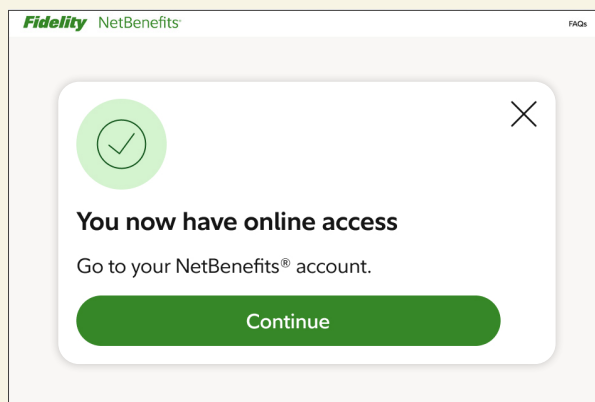 Fidelity NetBenefits
FAQs
You now have online access
Go to your NetBenefits® account.
Continue